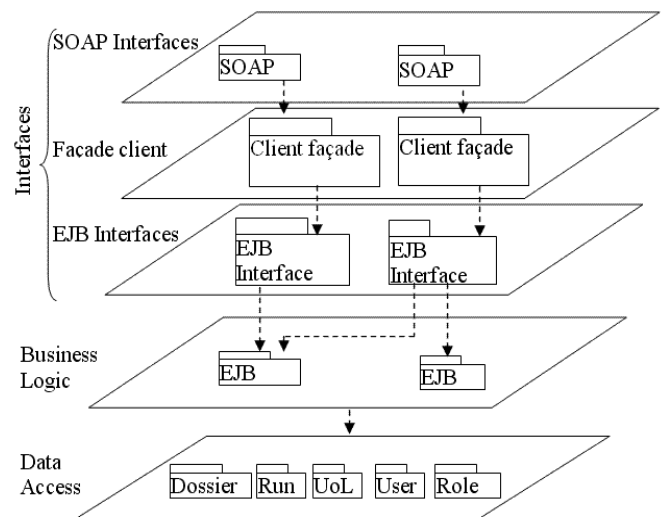 SOAP Interfaces
SOAP
SOAP
Interfaces
Facade client
Client façade
Client façade
EJB Interfaces
EJB
Interface
EJB
Interface
Business
Logic
EJB
EJB
Data
Access
Dossier
Run
UoL
User
Role